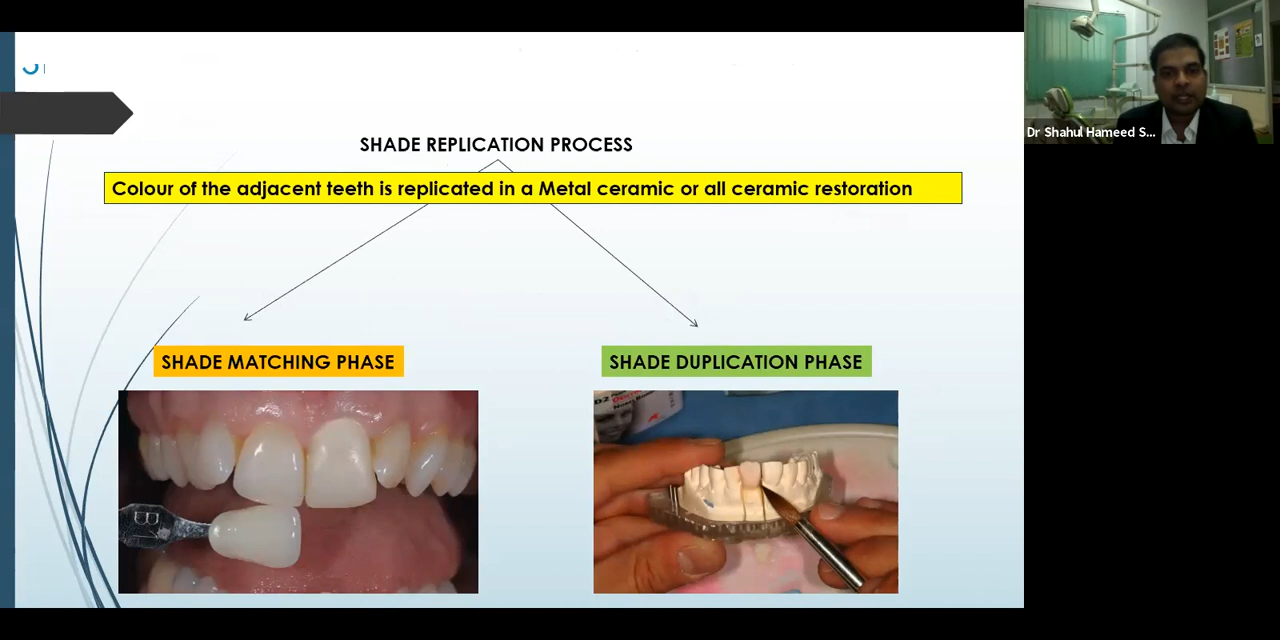 Dr Shahul Hameed S...
SHADE REPLICATION PROCESS
Colour of the adjacent teeth is replicated in a Metal ceramic or all ceramic restoration
SHADE MATCHING PHASE
SHADE DUPLICATION PHASE
B
D2